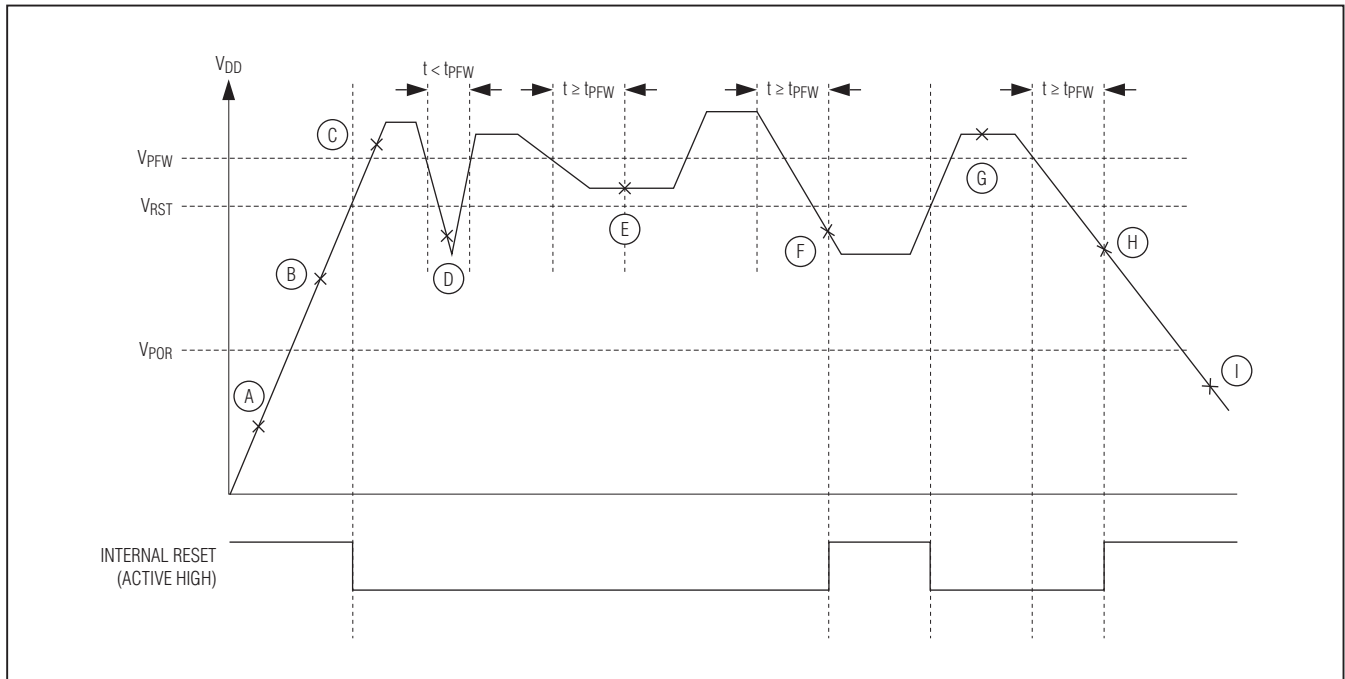 VDD
t < tPFW
t ≥ tPFW
t ≥ tPFW
t ≥ tPFW
C
VPFW
G
VRST
E
F
H
B
D
VPOR
I
A
INTERNAL RESET
(ACTIVE HIGH)